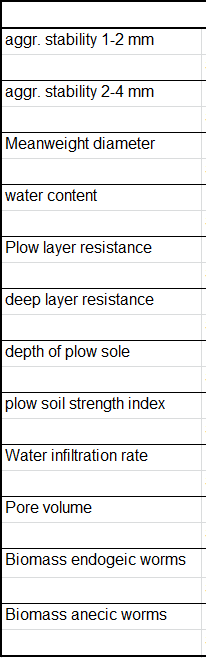 aggr. stability 1-2 mm
aggr. stability 2-4 mm
Meanweight diameter
water content
Plow layer resistance
deep layer resistance
depth of plow sole
plow soil strength index
Water infiltration rate
Pore volume
Biomass endogeic worms
Biomass anecic worms